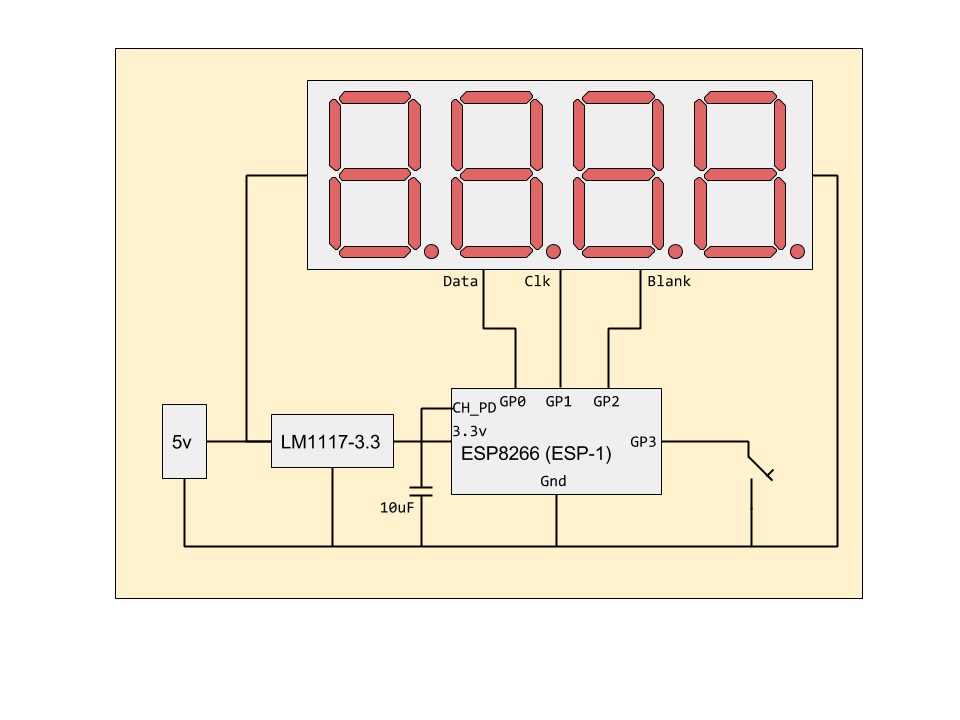 Data
Clk
Blank
CH_PD
GP0
GP1
GP2
3.3v
5v
LM1117-3.3
GP3
ESP8266 (ESP-1)
Gnd
10uF